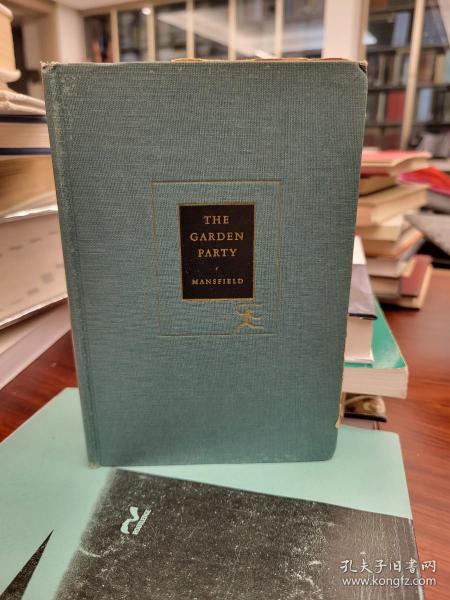 THE
GARDEN
PARTY
MANSFIELD
孔夫子旧书网
www.kongfz.com